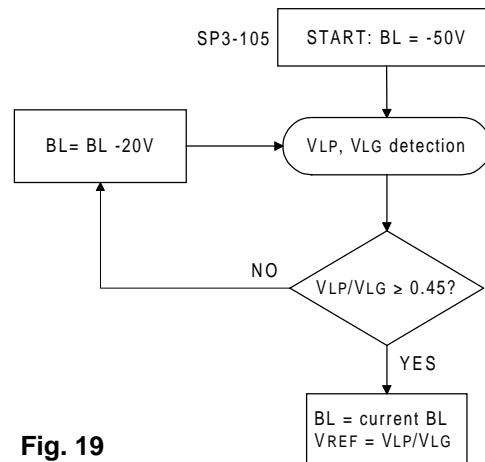 SP3-105
START: BL = -50V
BL= BL -20V
VLP, VLG detection
NO
VLP/VLG ≥ 0.45?
YES
BL = current BL
VREF = VLP/VLG
Fig. 19